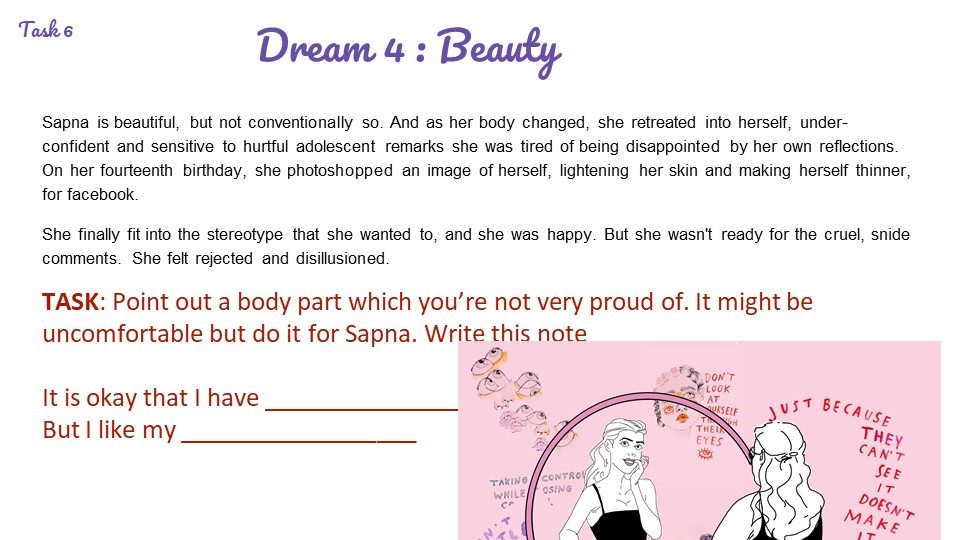 Task 6
Dream 4 : Beauty
Sapna is beautiful, but not conventionally so. And as her body changed, she retreated into herself, under-
confident and sensitive to hurtful adolescent remarks she was tired of being disappointed by her own reflections.
On her fourteenth birthday, she photoshopped an image of herself, lightening her skin and making herself thinner,
for facebook.
She finally fit into the stereotype that she wanted to, and she was happy. But she wasn't ready for the cruel, snide
comments. She felt rejected and disillusioned.
TASK: Point out a body part which you’re not very proud of. It might be
uncomfortable but do it for Sapna. Write this note
It is okay that I have _______________
But I like my __________________
DON'T
LOOK
AT
THROUGH
THEIR
EYES
JUST BECAUSE
THEY
CAN'T
SEE
IT
DOESN'T
MAKE
IT
TAKING CONTROL
WHILE